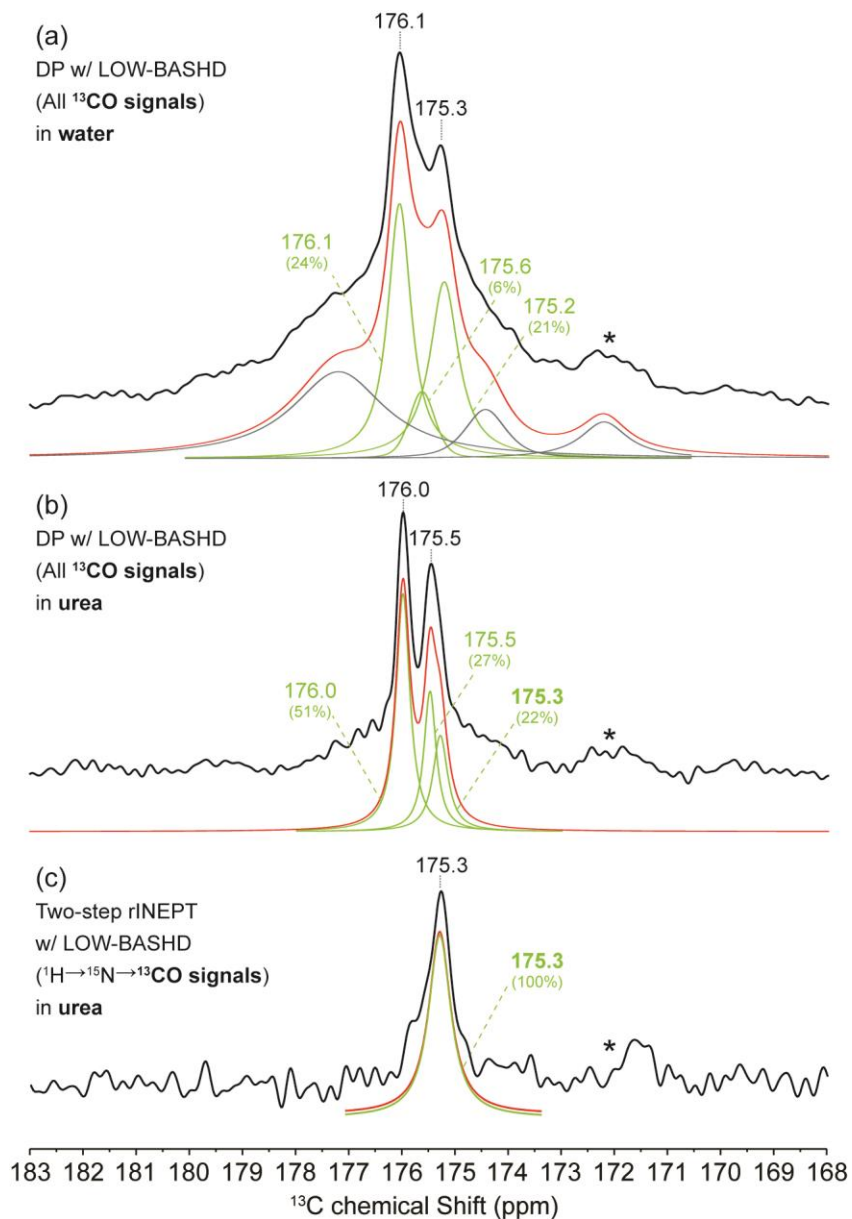 (a)
DP w/ LOW-BASHD
(All ¹³CO signals)
in water
176.1
175.3
176.1
(24%)
175.6
(6%)
175.2
(21%)
*
(b)
DP w/ LOW-BASHD
(All ¹³CO signals)
in urea
176.0
175.5
176.0
(51%)
175.5
(27%)
175.3
(22%)
*
(c)
Two-step rINEPT
w/ LOW-BASHD
(¹H→¹⁵N→¹³CO signals)
in urea
175.3
175.3
(100%)
*
183 182 181 180 179 178 177 176 175 174 173 172 171 170 169 168
¹³C chemical Shift (ppm)